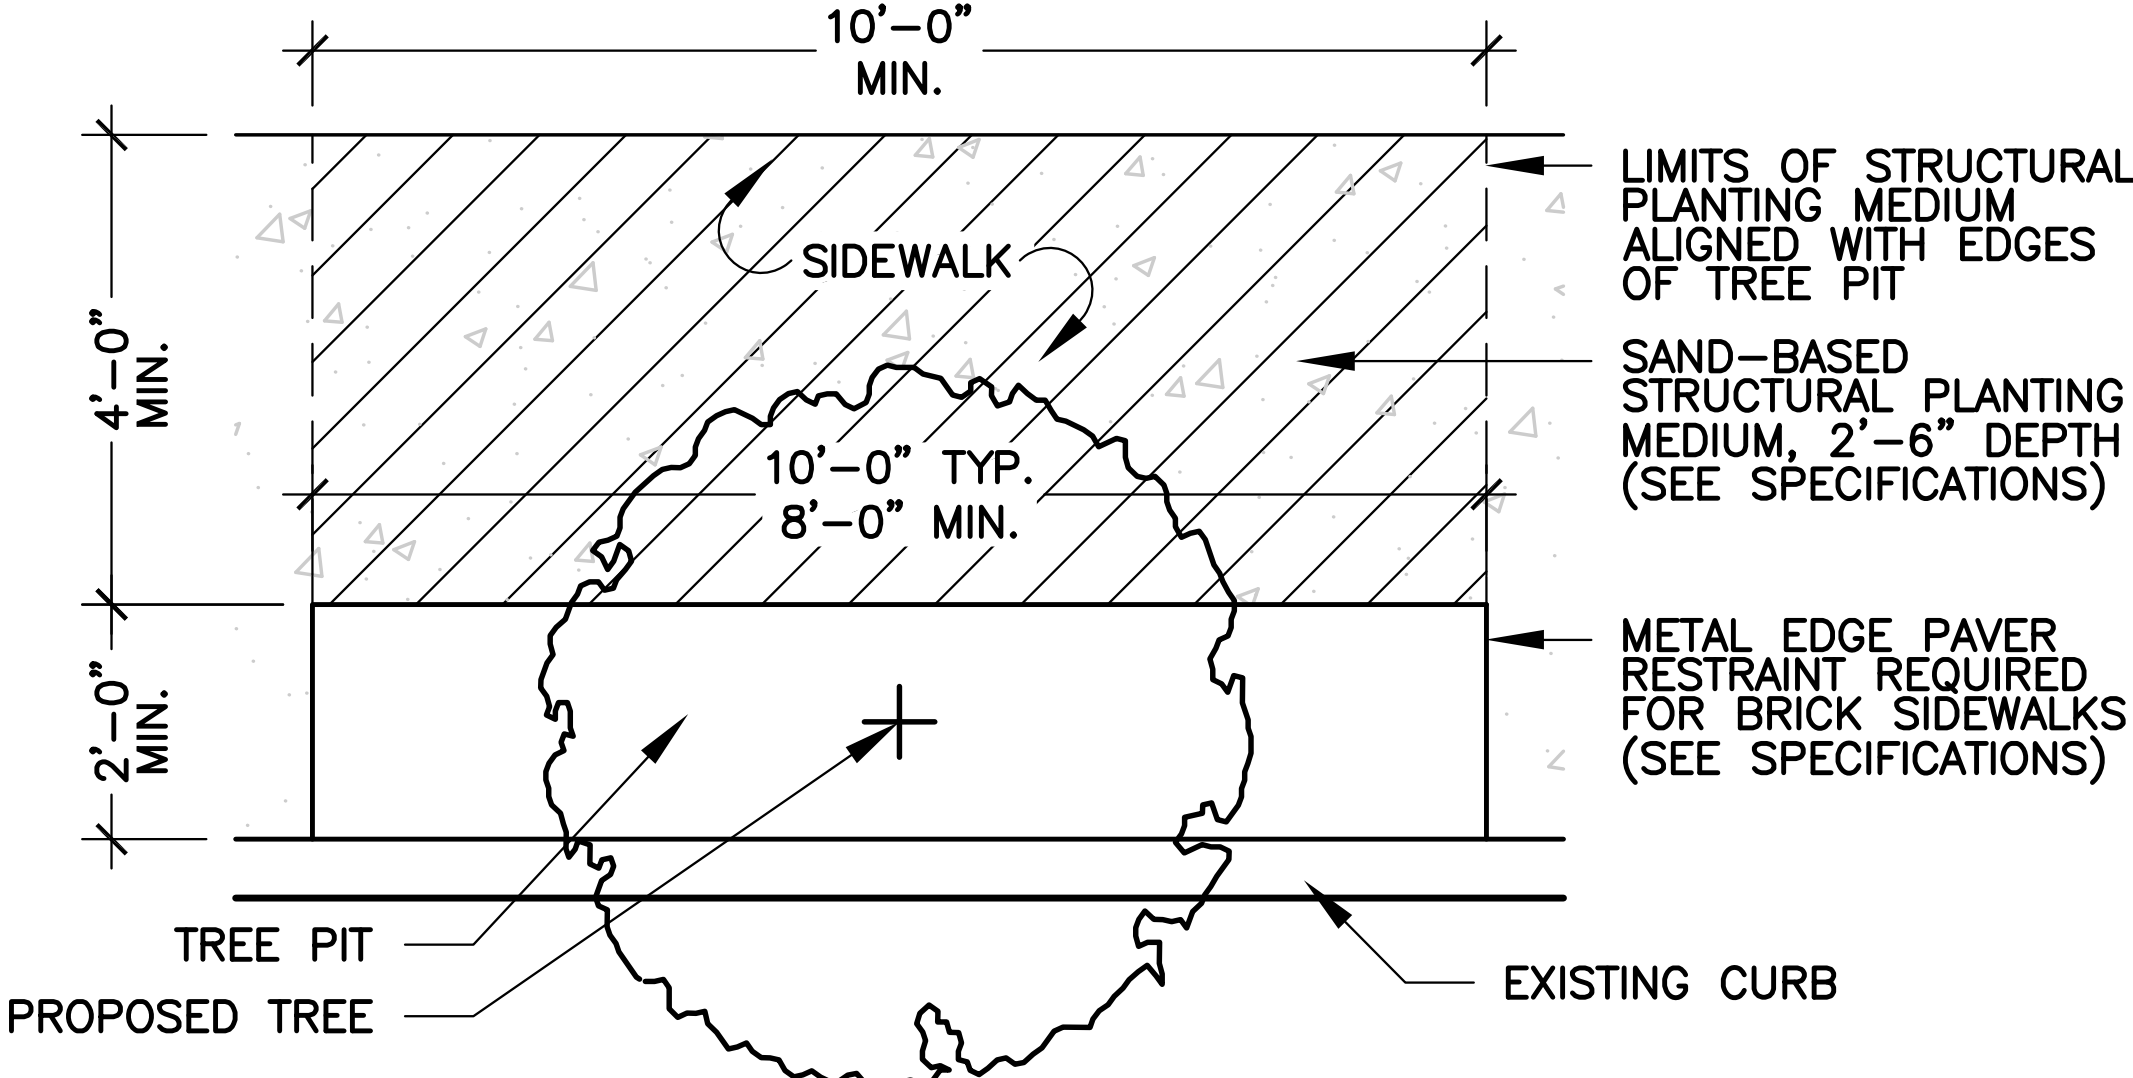 10'-0"
MIN.
4'-0"
MIN.
2'-0"
MIN.
SIDEWALK
10'-0" TYP.
8'-0" MIN.
LIMITS OF STRUCTURAL
PLANTING MEDIUM
ALIGNED WITH EDGES
OF TREE PIT
SAND-BASED
STRUCTURAL PLANTING
MEDIUM, 2'-6" DEPTH
(SEE SPECIFICATIONS)
METAL EDGE PAVER
RESTRAINT REQUIRED
FOR BRICK SIDEWALKS
(SEE SPECIFICATIONS)
TREE PIT
PROPOSED TREE
EXISTING CURB